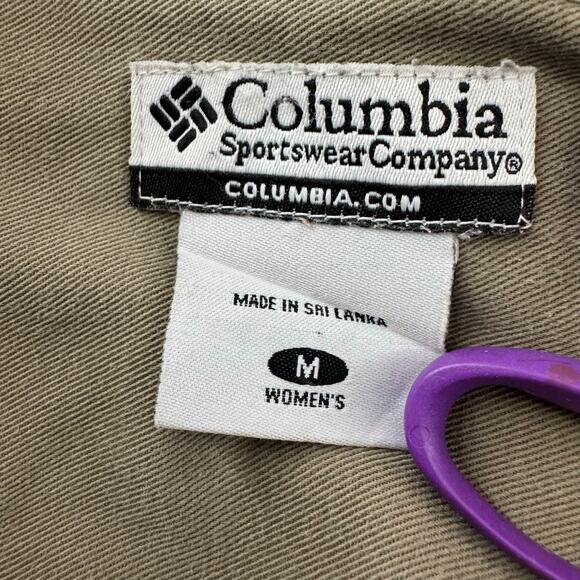 Columbia
Sportswear Company®
COLUMBIA.COM
MADE IN SRI LANKA
M
WOMEN'S